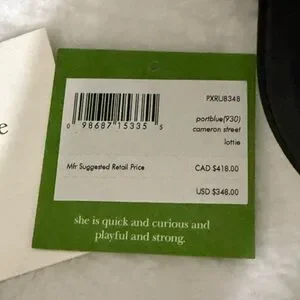 e
PXRU8348
0 98687 15335 5
portblue(930)
cameron street
lottie
Mfr Suggested Retail Price
CAD $418.00
USD $348.00
she is quick and curious and
playful and strong.